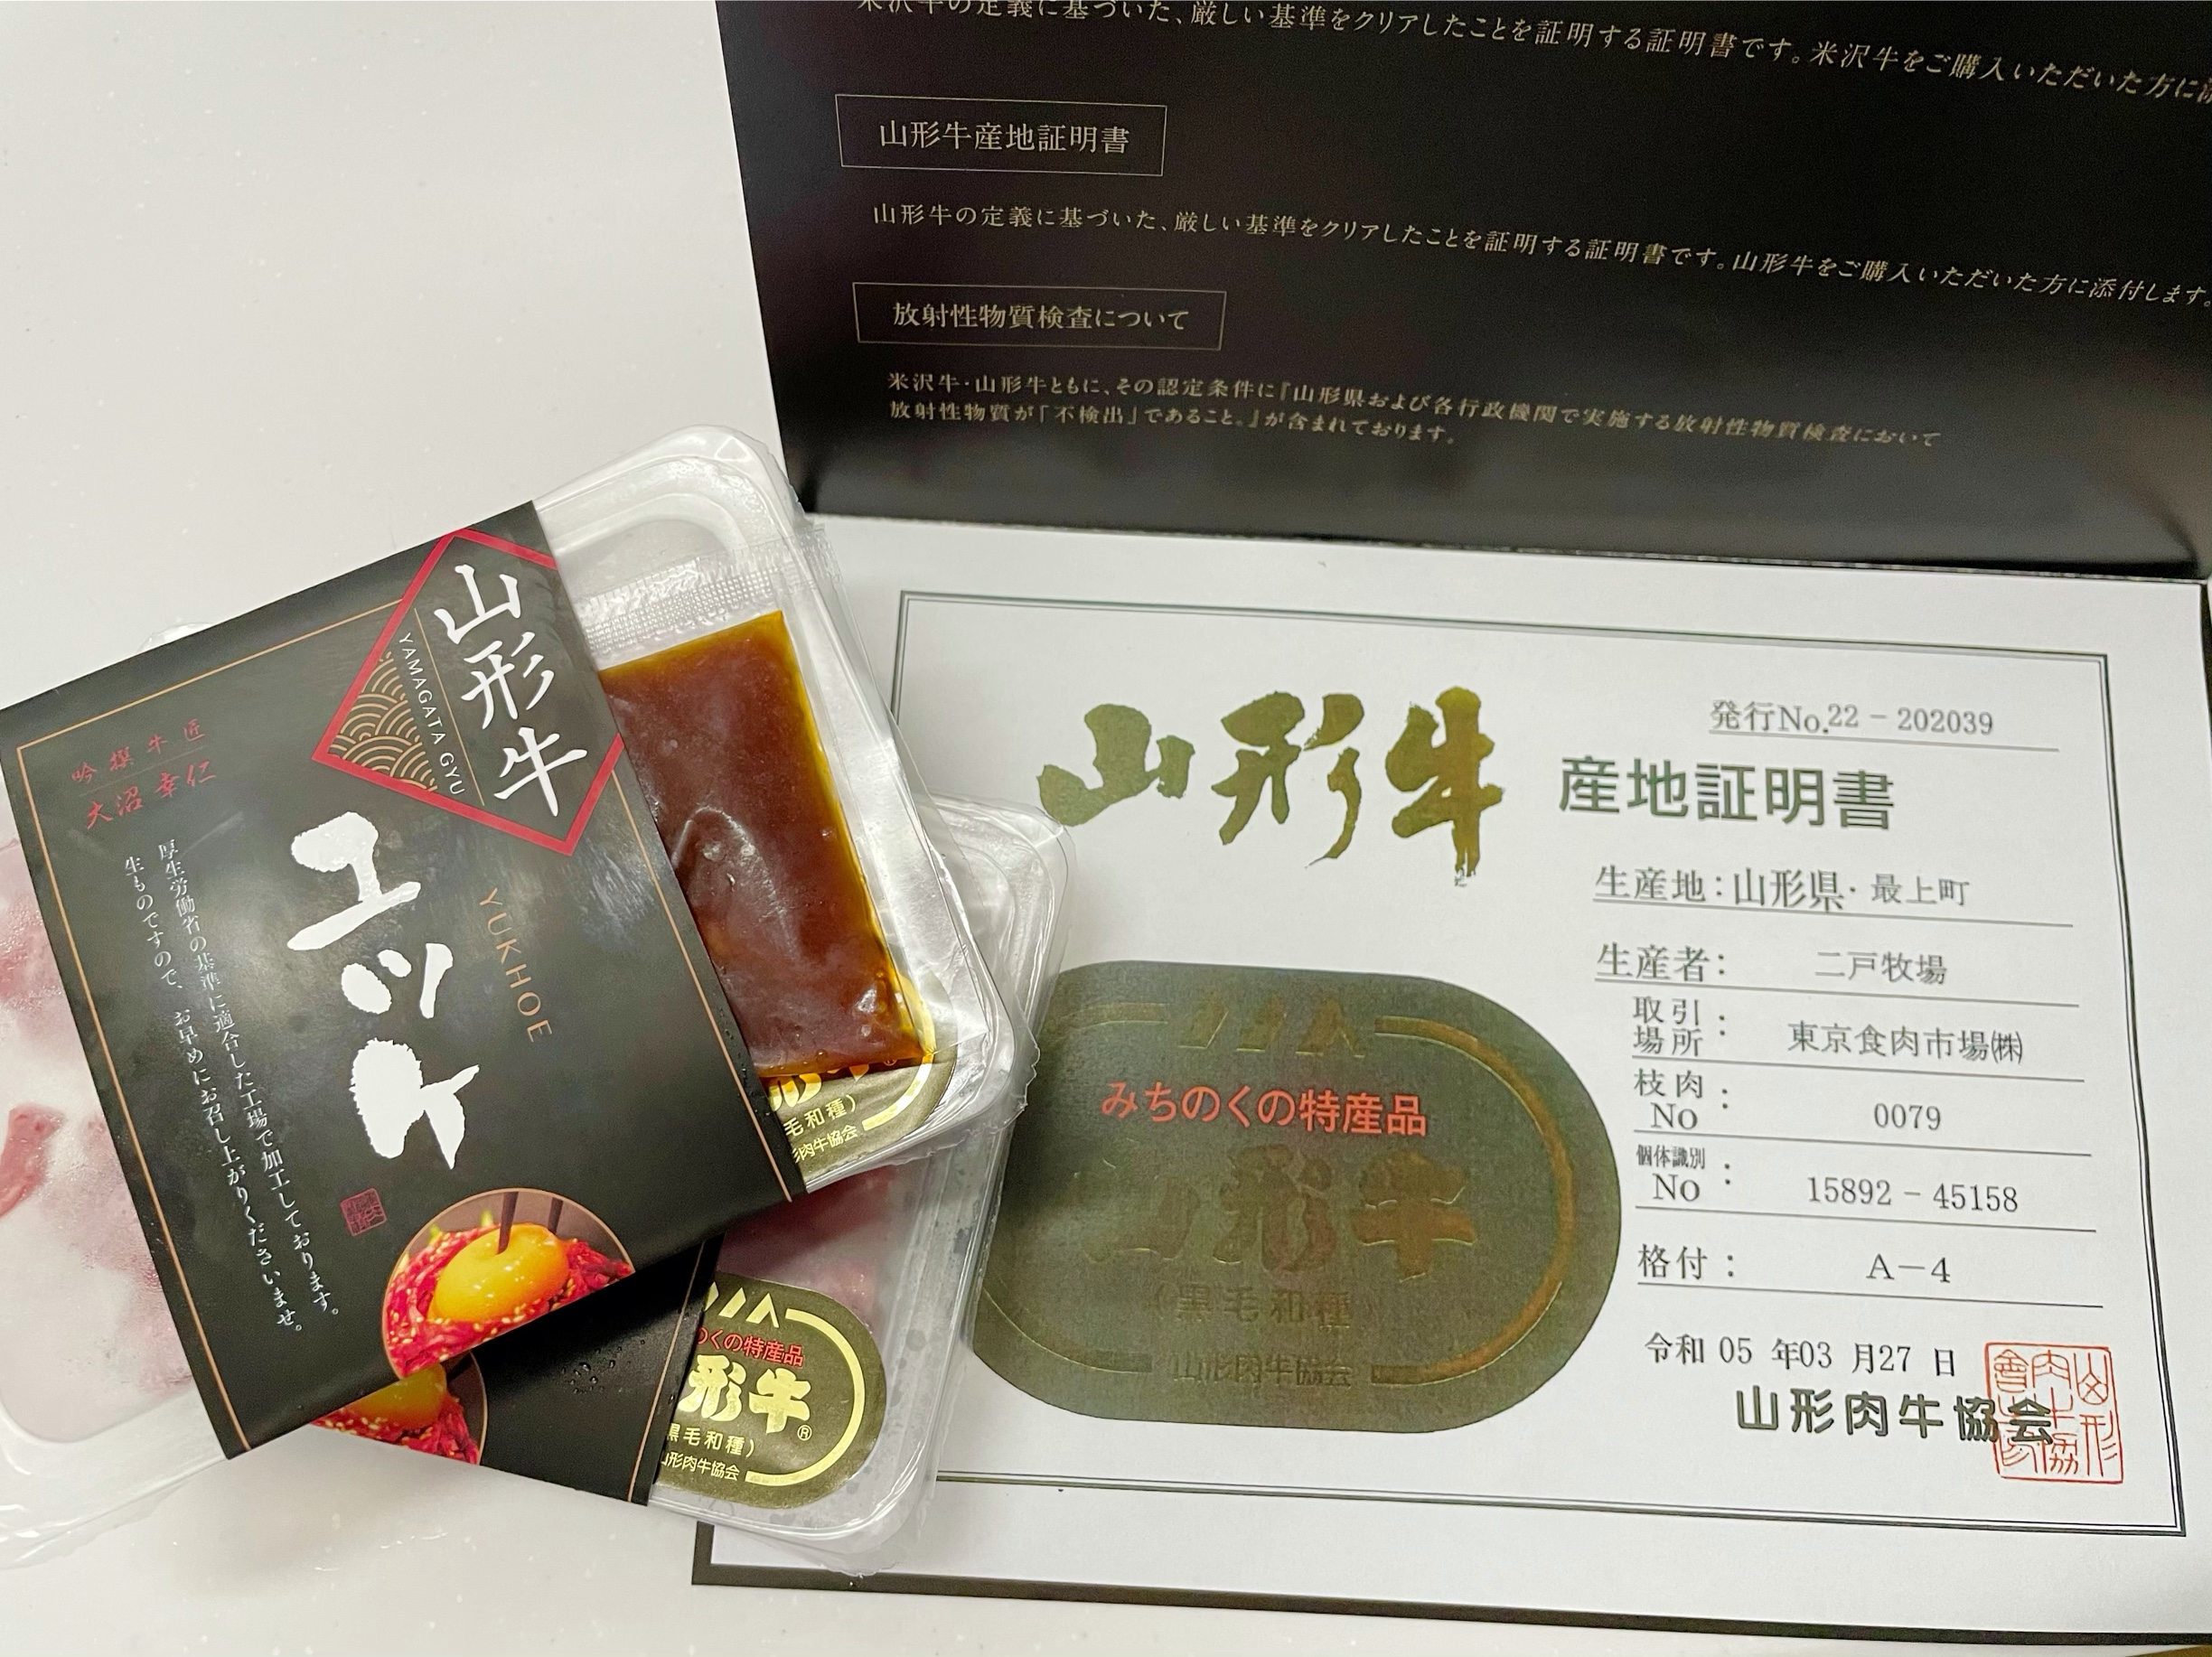 米沢牛の定義に基づいた、厳しい基準をクリアしたことを証明する証明書です。米沢牛をご購入いただいた方に
山形牛産地証明書
山形牛の定義に基づいた、厳しい基準をクリアしたことを証明する証明書です。山形牛をご購入いただいた方に添付します。
放射性物質検査について
米沢牛・山形牛ともに、その認定条件に『山形県および各行政機関で実施する放射性物質検査において
放射性物質が「不検出」であること。』が含まれております。
山形牛
YAMAGATA GYU
吟撰牛匠
大沼幸仁
ユッケ
YUKHOE
厚生労働省の基準に適合した工場で加工しております。
生ものですので、お早めにお召し上がりくださいませ。
毛和種)
肉牛協会
のくの特産品
形牛®
黒毛和種)
山形肉牛協会
発行No.22-202039
山形牛 産地証明書
生産地:山形県・最上町
生産者: 二戸牧場
取引場所: 東京食肉市場㈱
枝肉No: 0079
個体識別No: 15892-45158
格付: A-4
令和 05 年03 月27 日
山形肉牛協会
みちのくの特産品
山形牛
(黒毛和種)
山形肉牛協会